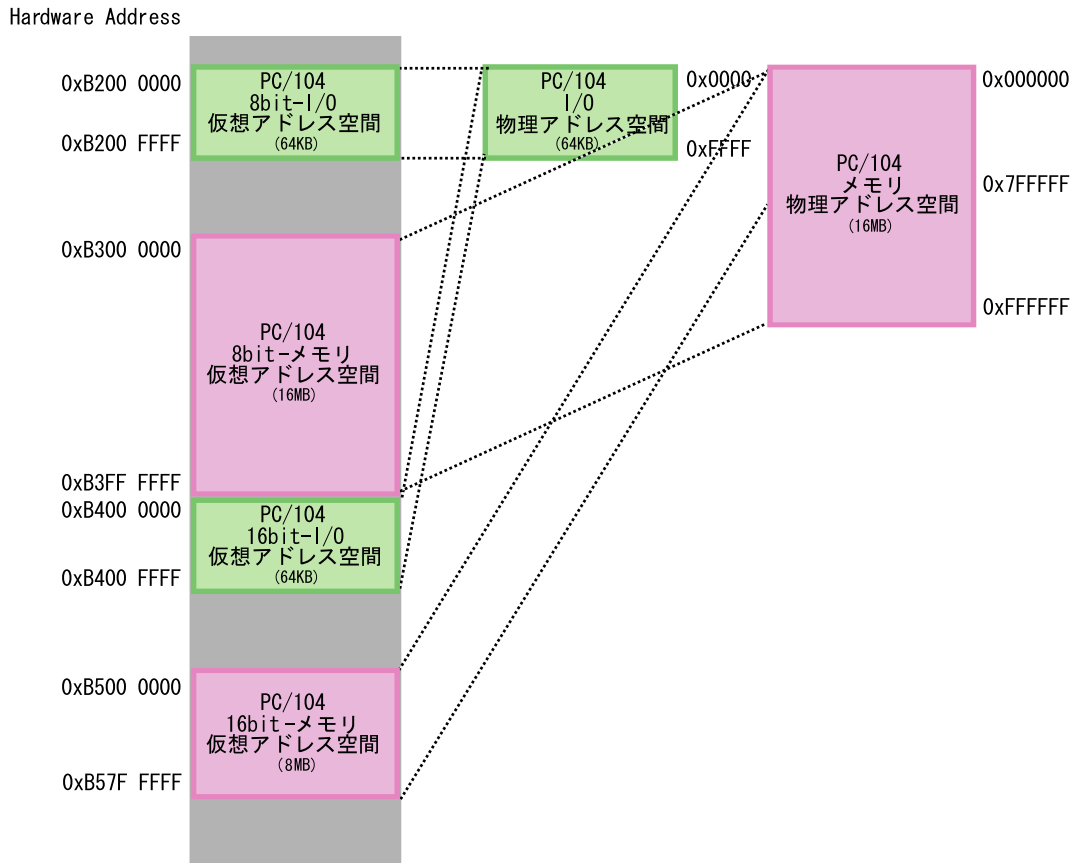 Hardware Address
0xB200 0000
0xB200 FFFF
PC/104
8bit-I/O
仮想アドレス空間
(64KB)
PC/104
I/O
物理アドレス空間
(64KB)
0x0000
0xFFFF
PC/104
メモリ
物理アドレス空間
(16MB)
0x000000
0x7FFFFF
0xFFFFFF
0xB300 0000
PC/104
8bit-メモリ
仮想アドレス空間
(16MB)
0xB3FF FFFF
0xB400 0000
PC/104
16bit-I/O
仮想アドレス空間
(64KB)
0xB400 FFFF
0xB500 0000
PC/104
16bit-メモリ
仮想アドレス空間
(8MB)
0xB57F FFFF